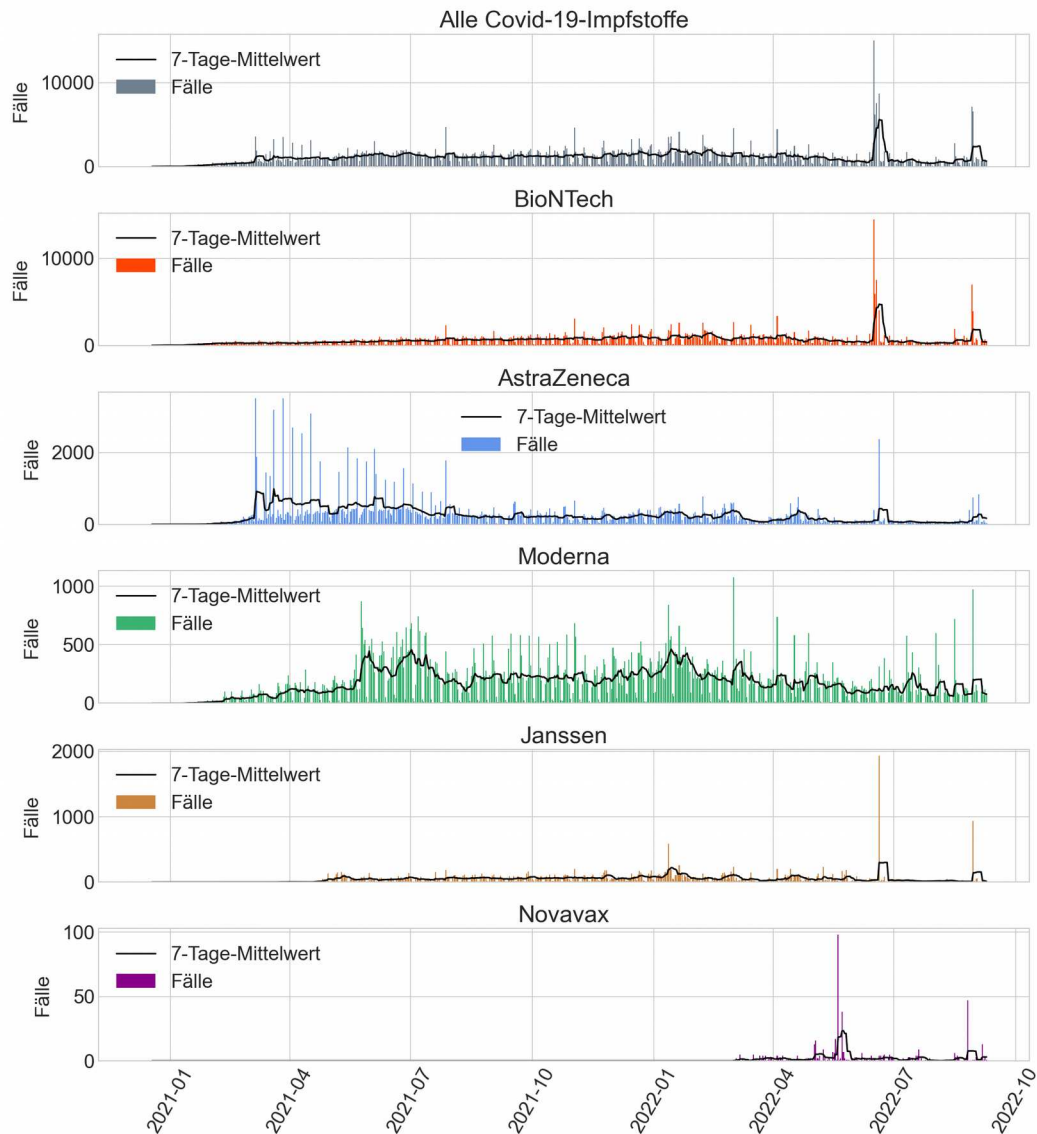 Alle Covid-19-Impfstoffe
7-Tage-Mittelwert
Fälle
Fälle
10000
0
BioNTech
7-Tage-Mittelwert
Fälle
Fälle
10000
0
AstraZeneca
7-Tage-Mittelwert
Fälle
Fälle
2000
0
Moderna
7-Tage-Mittelwert
Fälle
Fälle
1000
500
0
Janssen
7-Tage-Mittelwert
Fälle
Fälle
2000
1000
0
Novavax
7-Tage-Mittelwert
Fälle
Fälle
100
50
0
2021-01
2021-04
2021-07
2021-10
2022-01
2022-04
2022-07
2022-10